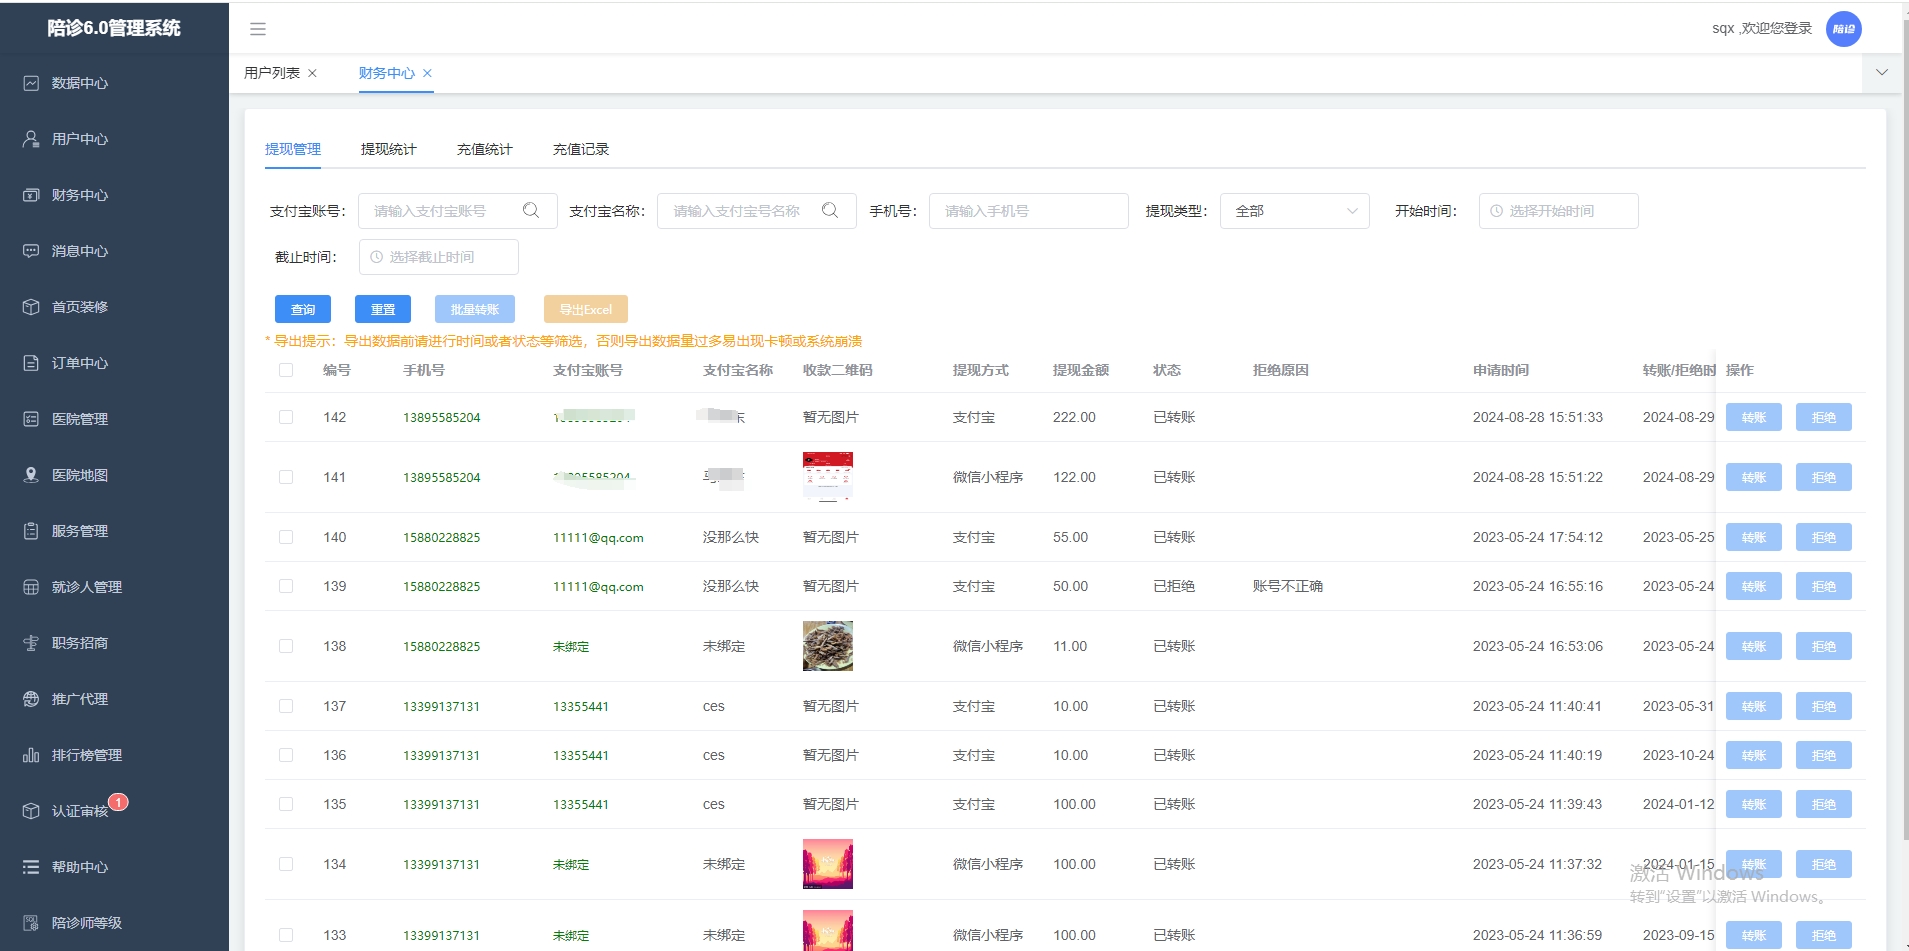 陪诊6.0管理系统
sqx ,欢迎您登录
陪诊
数据中心
用户中心
财务中心
消息中心
首页装修
订单中心
医院管理
医院地图
服务管理
就诊人管理
职务招商
推广代理
排行榜管理
认证审核 1
帮助中心
陪诊师等级
用户列表 财务中心
提现管理 提现统计 充值统计 充值记录
支付宝账号： 请输入支付宝账号 支付宝名称： 请输入支付宝号名称 手机号： 请输入手机号 提现类型： 全部 开始时间： 选择开始时间
截止时间： 选择截止时间
查询 重置 批量转账 导出Excel
* 导出提示：导出数据前请进行时间或者状态等筛选，否则导出数据量过多易出现卡顿或系统崩溃
编号 手机号 支付宝账号 支付宝名称 收款二维码 提现方式 提现金额 状态 拒绝原因 申请时间 转账/拒绝时 操作
142 13895585204 暂无图片 支付宝 222.00 已转账 2024-08-28 15:51:33 2024-08-29 转账 拒绝
141 13895585204 微信小程序 122.00 已转账 2024-08-28 15:51:22 2024-08-29 转账 拒绝
140 15880228825 11111@qq.com 没那么快 暂无图片 支付宝 55.00 已转账 2023-05-24 17:54:12 2023-05-25 转账 拒绝
139 15880228825 11111@qq.com 没那么快 暂无图片 支付宝 50.00 已拒绝 账号不正确 2023-05-24 16:55:16 2023-05-24 转账 拒绝
138 15880228825 未绑定 未绑定 微信小程序 11.00 已转账 2023-05-24 16:53:06 2023-05-24 转账 拒绝
137 13399137131 13355441 ces 暂无图片 支付宝 10.00 已转账 2023-05-24 11:40:41 2023-05-31 转账 拒绝
136 13399137131 13355441 ces 暂无图片 支付宝 10.00 已转账 2023-05-24 11:40:19 2023-10-24 转账 拒绝
135 13399137131 13355441 ces 暂无图片 支付宝 100.00 已转账 2023-05-24 11:39:43 2024-01-12 转账 拒绝
134 13399137131 未绑定 未绑定 微信小程序 100.00 已转账 2023-05-24 11:37:32 2024-01-15 转账 拒绝
133 13399137131 未绑定 未绑定 微信小程序 100.00 已转账 2023-05-24 11:36:59 2023-09-15 转账 拒绝
激活 Windows
转到"设置"以激活 Windows。